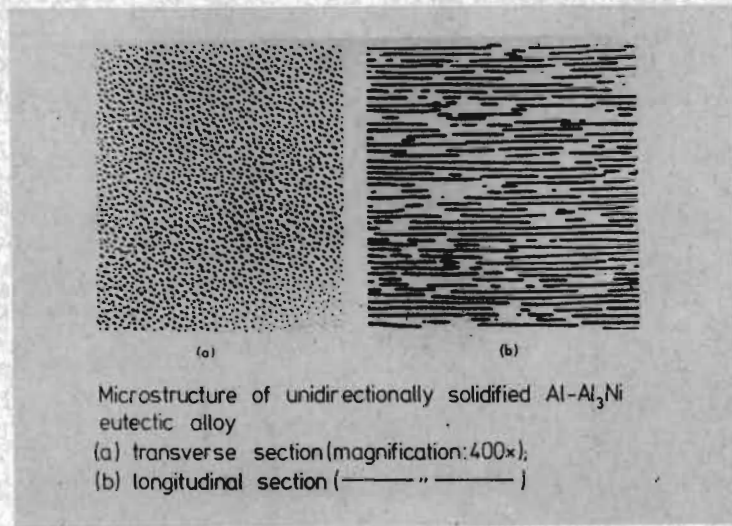 (a) (b)
Microstructure of unidirectionally solidified Al-Al₃Ni
eutectic alloy
(a) transverse section (magnification: 400×);
(b) longitudinal section (——— " ———)